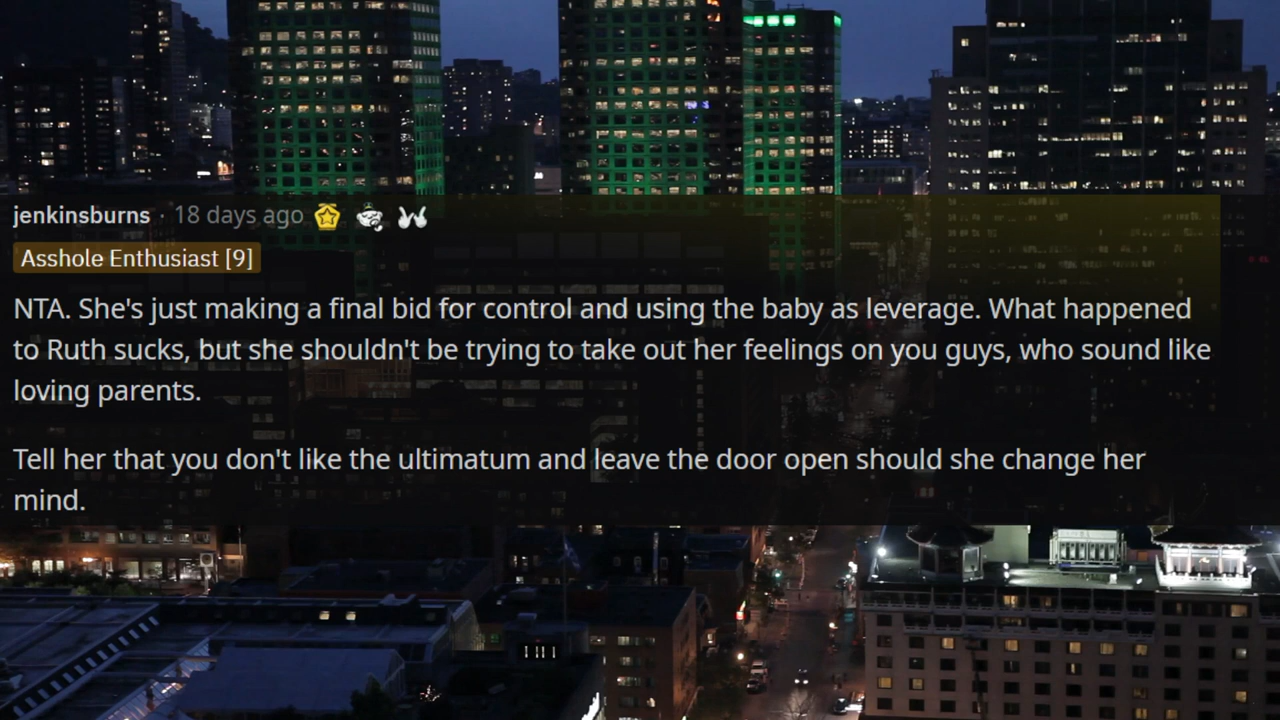 jenkinsburns · 18 days ago
Asshole Enthusiast [9]
NTA. She's just making a final bid for control and using the baby as leverage. What happened
to Ruth sucks, but she shouldn't be trying to take out her feelings on you guys, who sound like
loving parents.
Tell her that you don't like the ultimatum and leave the door open should she change her
mind.